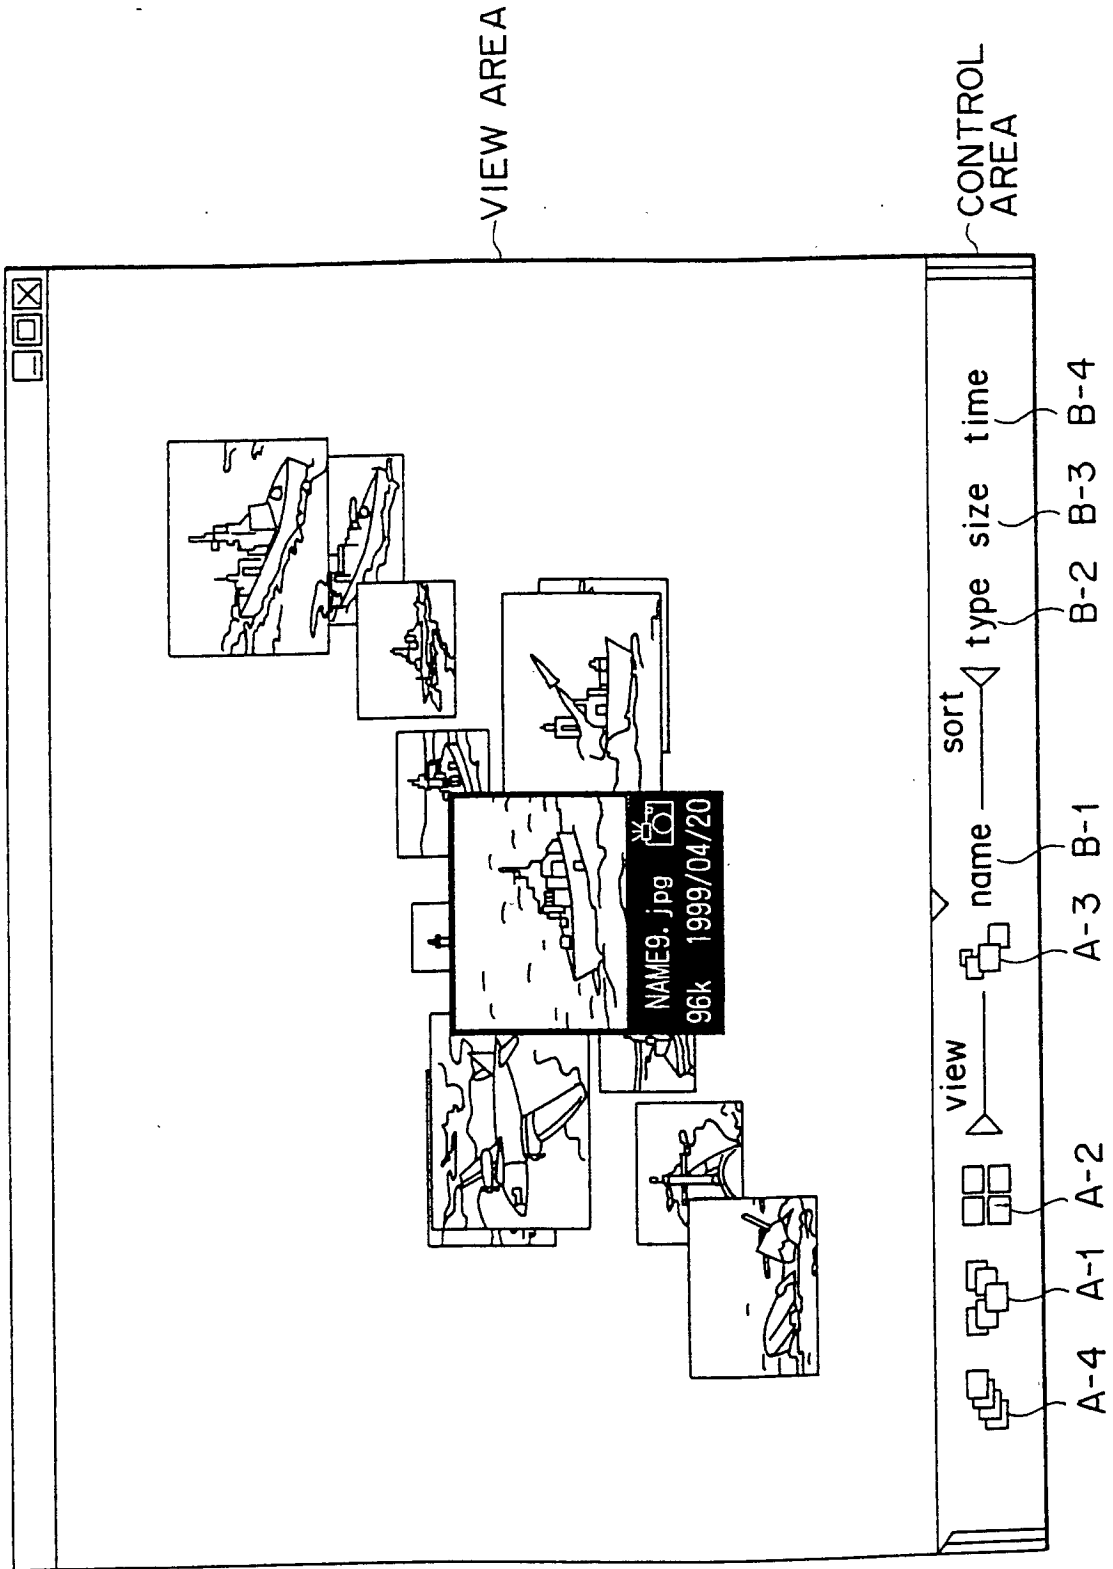 VIEW AREA
NAME9.jpg
96k 1999/04/20
CONTROL
AREA
view sort
name type size time
A-4 A-1 A-2 A-3 B-1 B-2 B-3 B-4